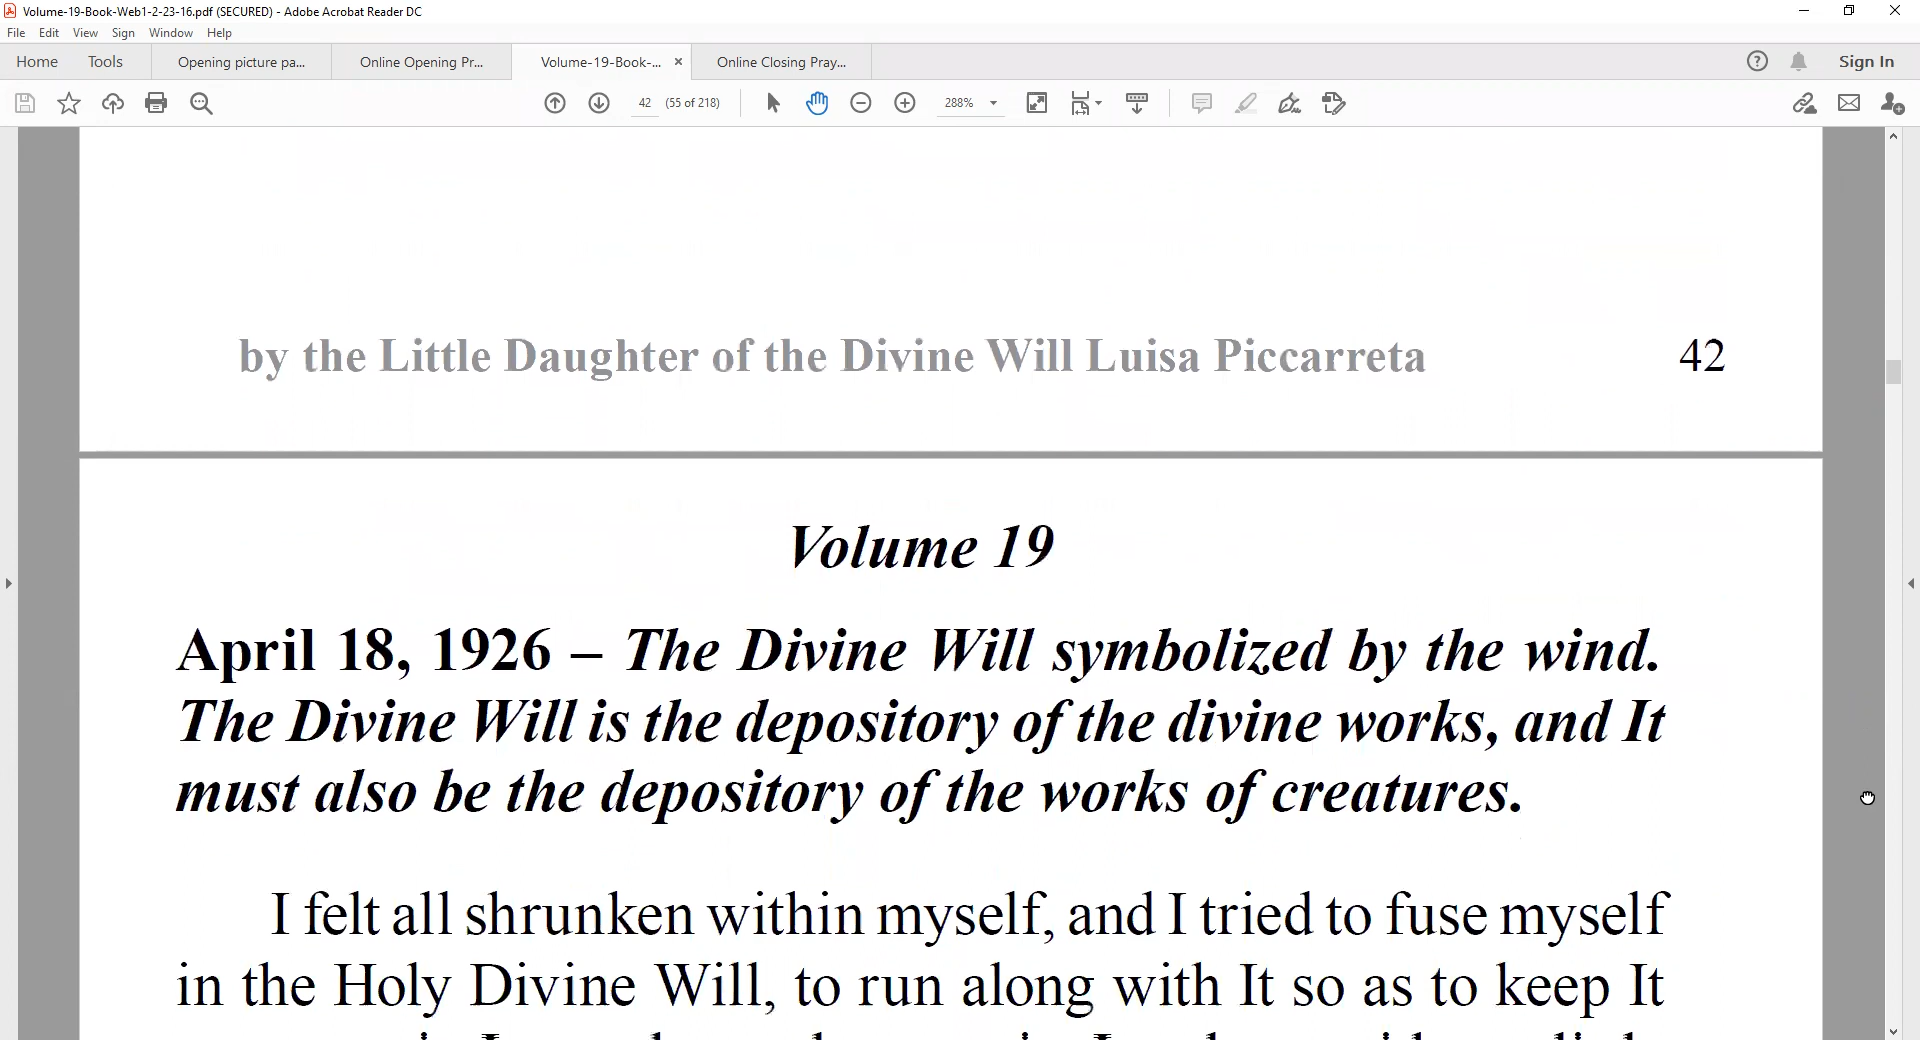 Volume-19-Book-Web1-2-23-16.pdf (SECURED) - Adobe Acrobat Reader DC
File Edit View Sign Window Help
Home Tools Opening picture pa... Online Opening Pr... Volume-19-Book-... × Online Closing Pray... Sign In
42 (55 of 218) 288%
by the Little Daughter of the Divine Will Luisa Piccarreta 42
Volume 19
April 18, 1926 – The Divine Will symbolized by the wind.
The Divine Will is the depository of the divine works, and It
must also be the depository of the works of creatures.
I felt all shrunken within myself, and I tried to fuse myself
in the Holy Divine Will, to run along with It so as to keep It